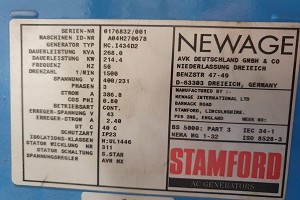 SERIEN-NR 0176832/001
MASCHINEN ID-NR A04H270678
GENERATOR TYP HC.I434D2
DAUERLEISTUNG KVA 268.0
DAUERLEISTUNG KW 214.4
FREQUENZ 50
DREHZAHL 1/min 1500
SPANNUNG V 400/231
PHASEN 3
STROM A 386.8
COS PHI 0.80
BETRIEBSART CONT.
ERREGER-SPANNUNG V 43
ERREGER-STROM A 2.40
UT 40 C
SCHUTZART IP23
ISOLATIONS-KLASSEN H:UL1446
STATOR WICKLUNG NR 311
STATOR SCHALTUNG S.STAR
SPANNUNGSREGLER AVR MX
NEWAGE
AVK DEUTSCHLAND GMBH & CO
NIEDERLASSUNG DREIEICH
BENZSTR 47-49
D-63303 DREIEICH, GERMANY
MANUFACTURED BY :-
NEWAGE INTERNATIONAL LTD
BARNACK ROAD
STAMFORD, LINCOLNSHIRE.
PE9 2NB, ENGLAND
BS 5000: PART 3 IEC 34-1
NEMA MG 1-32 ISO 8528-3
STAMFORD
AC GENERATORS